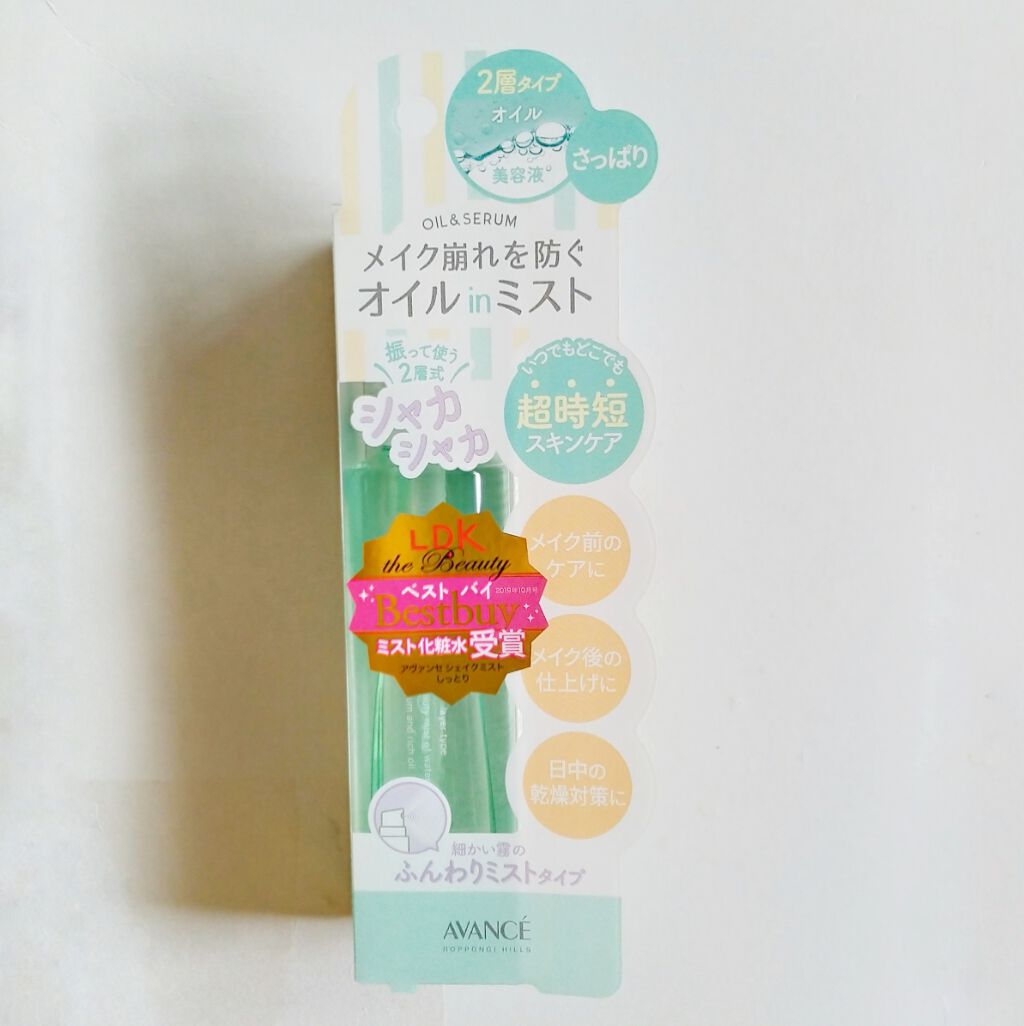 2層タイプ
オイル
美容液
さっぱり
OIL&SERUM
メイク崩れを防ぐ
オイルinミスト
振って使う
2層式
シャカ
シャカ
いつでもどこでも
超時短
スキンケア
LDK
the Beauty
ベスト・バイ
2019年10月号
Bestbuy
ミスト化粧水受賞
アヴァンセ シェイクミスト
しっとり
メイク前の
ケアに
メイク後の
仕上げに
日中の
乾燥対策に
layer type
and rich oil
細かい霧の
ふんわりミストタイプ
AVANCÉ
ROPPONGI HILLS